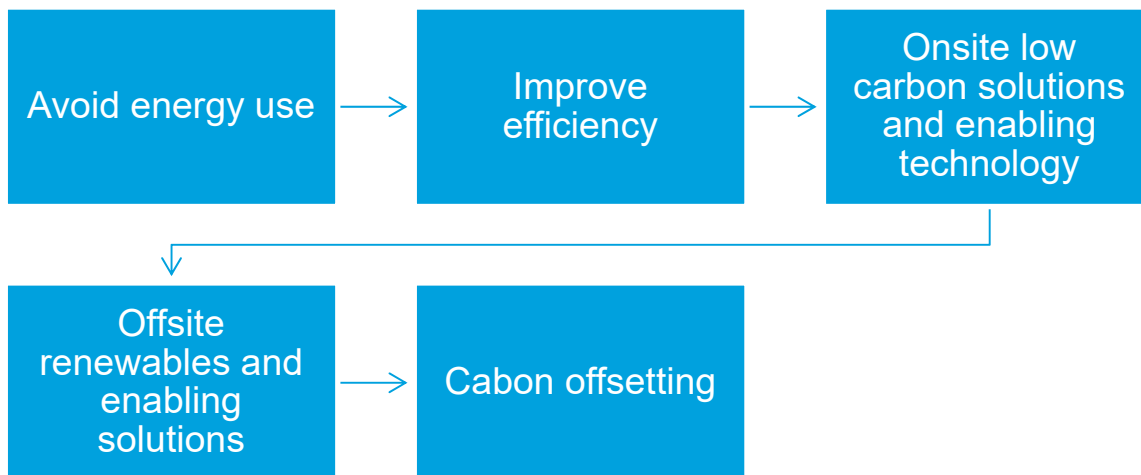 Avoid energy use
Improve
efficiency
Onsite low
carbon solutions
and enabling
technology
Offsite
renewables and
enabling
solutions
Cabon offsetting